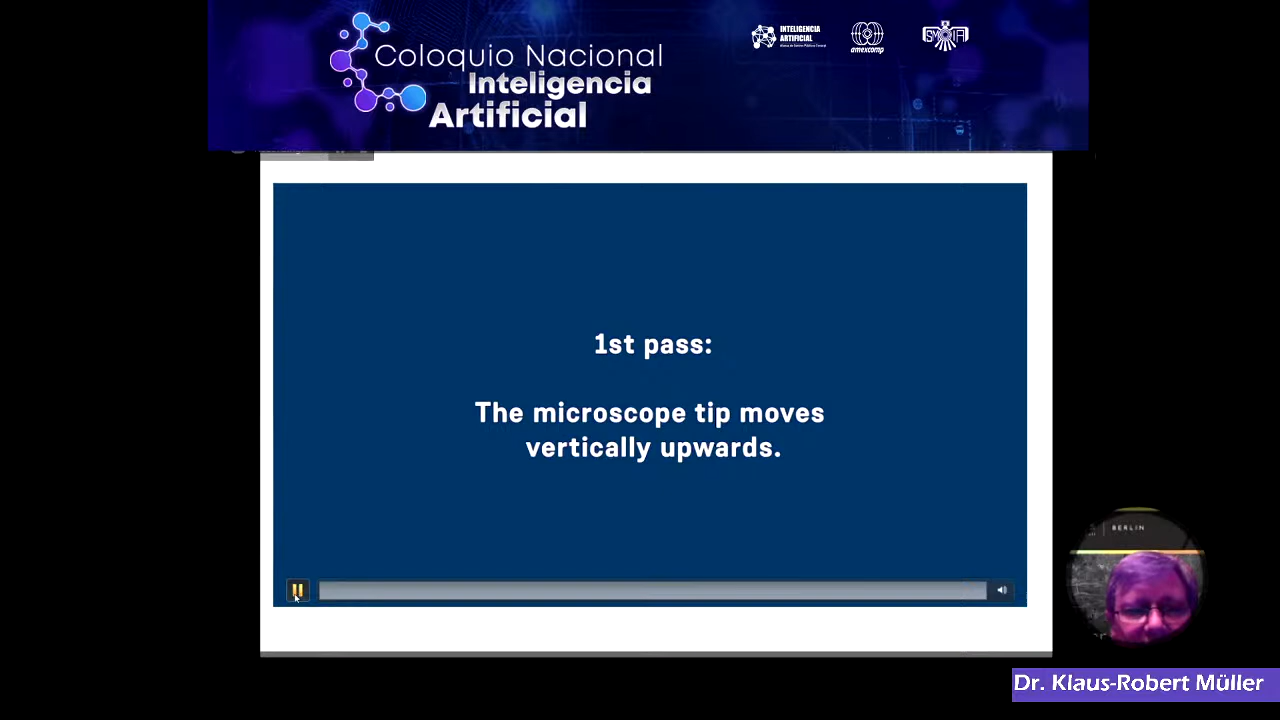 Coloquio Nacional
Inteligencia
Artificial
INTELIGENCIA
ARTIFICIAL
amexcomp
SMIA
1st pass:
The microscope tip moves
vertically upwards.
BERLIN
Dr. Klaus-Robert Müller